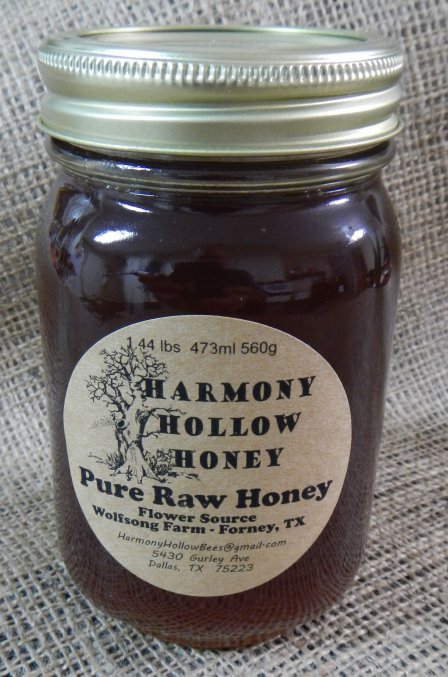 1.44 lbs 473ml 560g
HARMONY
HOLLOW
HONEY
Pure Raw Honey
Flower Source
Wolfsong Farm - Forney, TX
HarmonyHollowBees@gmail.com
5430 Gurley Ave
Dallas, TX 75223